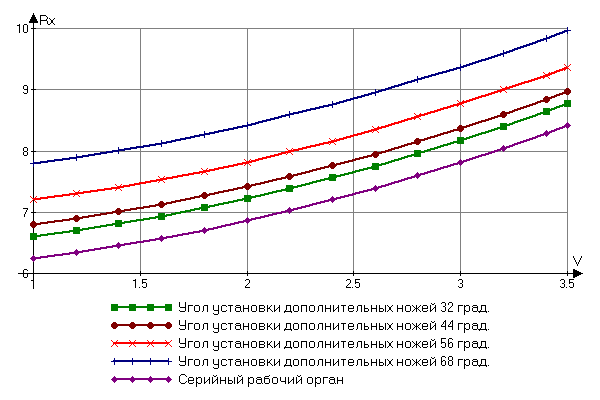 Rx
10
9
8
7
6
1 1.5 2 2.5 3 3.5
V
Угол установки дополнительных ножей 32 град.
Угол установки дополнительных ножей 44 град.
Угол установки дополнительных ножей 56 град.
Угол установки дополнительных ножей 68 град.
Серийный рабочий орган